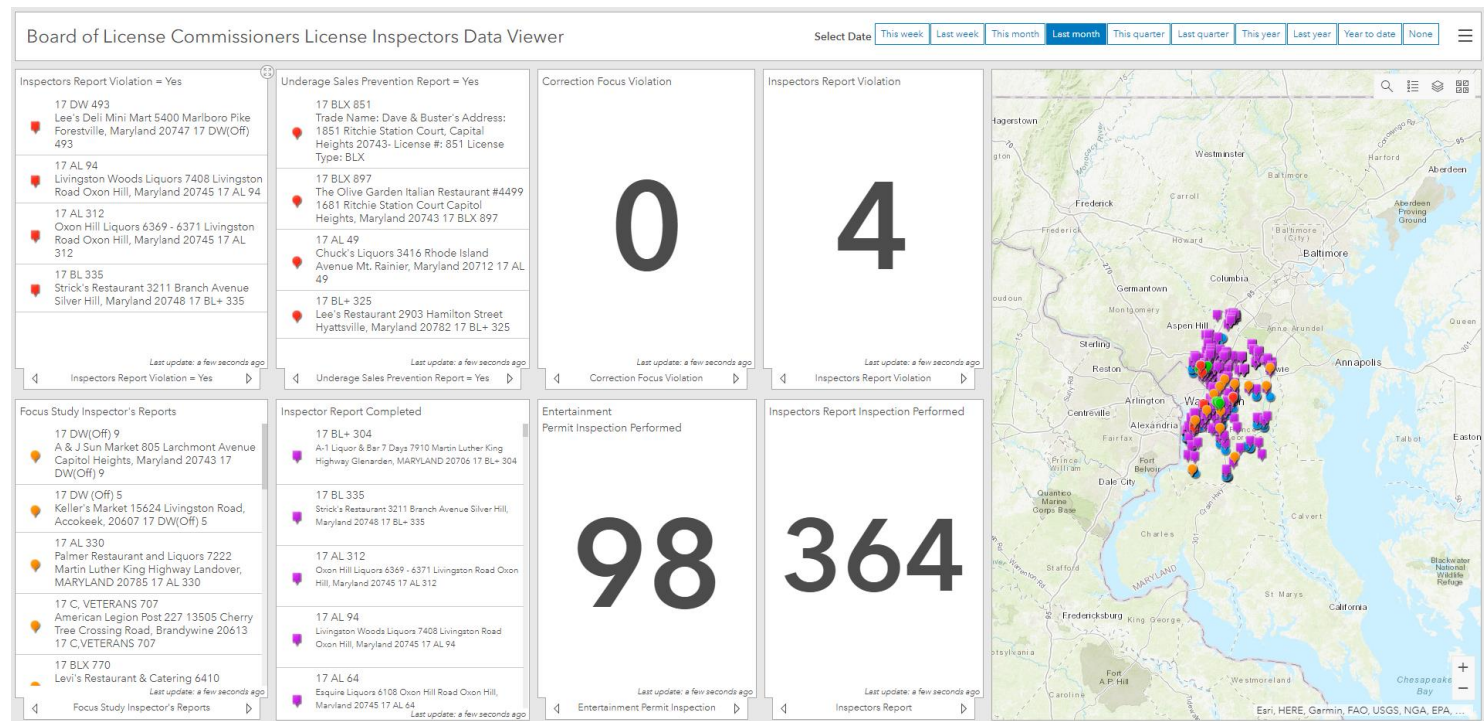 Board of License Commissioners License Inspectors Data Viewer
Select Date
This week
Last week
This month
Last month
This quarter
Last quarter
This year
Last year
Year to date
None
Inspectors Report Violation = Yes
17 DW 493
Lee's Deli Mini Mart 5400 Marlboro Pike
Forestville, Maryland 20747 17 DW(Off)
493
17 AL 94
Livingston Woods Liquors 7408 Livingston
Road Oxon Hill, Maryland 20745 17 AL 94
17 AL 312
Oxon Hill Liquors 6369 - 6371 Livingston
Road Oxon Hill, Maryland 20745 17 AL
312
17 BL 335
Strick's Restaurant 3211 Branch Avenue
Silver Hill, Maryland 20748 17 BL+ 335
Last update: a few seconds ago
Inspectors Report Violation = Yes
Underage Sales Prevention Report = Yes
17 BLX 851
Trade Name: Dave & Buster's Address:
1851 Ritchie Station Court, Capital
Heights 20743- License #: 851 License
Type: BLX
17 BLX 897
The Olive Garden Italian Restaurant #4499
1681 Ritchie Station Court Capitol
Heights, Maryland 20743 17 BLX 897
17 AL 49
Chuck's Liquors 3416 Rhode Island
Avenue Mt. Rainier, Maryland 20712 17 AL
49
17 BL+ 325
Lee's Restaurant 2903 Hamilton Street
Hyattsville, Maryland 20782 17 BL+ 325
Last update: a few seconds ago
Underage Sales Prevention Report = Yes
Correction Focus Violation
0
Last update: a few seconds ago
Correction Focus Violation
Inspectors Report Violation
4
Last update: a few seconds ago
Inspectors Report Violation
Focus Study Inspector's Reports
17 DW(Off) 9
A & J Sun Market 805 Larchmont Avenue
Capitol Heights, Maryland 20743 17
DW(Off) 9
17 DW (Off) 5
Keller's Market 15624 Livingston Road,
Accokeek, 20607 17 DW(Off) 5
17 AL 330
Palmer Restaurant and Liquors 7222
Martin Luther King Highway Landover,
MARYLAND 20785 17 AL 330
17 C, VETERANS 707
American Legion Post 227 13505 Cherry
Tree Crossing Road, Brandywine 20613
17 C,VETERANS 707
17 BLX 770
Levi's Restaurant & Catering 6410
Last update: a few seconds ago
Focus Study Inspector's Reports
Inspector Report Completed
17 BL+ 304
A-1 Liquor & Bar 7 Days 7910 Martin Luther King
Highway Glenarden, MARYLAND 20706 17 BL+ 304
17 BL 335
Strick's Restaurant 3211 Branch Avenue Silver Hill,
Maryland 20748 17 BL+ 335
17 AL 312
Oxon Hill Liquors 6369 - 6371 Livingston Road Oxon
Hill, Maryland 20745 17 AL 312
17 AL 94
Livingston Woods Liquors 7408 Livingston Road
Oxon Hill, Maryland 20745 17 AL 94
17 AL 64
Esquire Liquors 6108 Oxon Hill Road Oxon Hill,
Maryland 20745 17 AL 64
Last update: a few seconds ago
Entertainment
Permit Inspection Performed
98
Last update: a few seconds ago
Entertainment Permit Inspection
Inspectors Report Inspection Performed
364
Last update: a few seconds ago
Inspectors Report
Hagerstown
Westminster
Harford
Aberdeen
Baltimore
Carroll
Frederick
Aberdeen
Proving
Ground
Frederick
Howard
Baltimore
(City)
Baltimore
Columbia
Germantown
Montgomery
Aspen Hill
Anne Arundel
Queen
Sterling
Reston
Annapolis
Arlington
Centreville
Alexandria
Fairfax
Talbot
Easton
Prince
William
Fort
Belvoir
Dale City
Quantico
Marine
Corps Base
Calvert
Charles
Stafford
MARYLAND
St Marys
Blackwater
National
Wildlife
Refuge
California
Fredericksburg
King George
Fort
A.P. Hill
Westmoreland
Caroline
Chesapeake
Bay
+
−
Esri, HERE, Garmin, FAO, USGS, NGA, EPA, ...